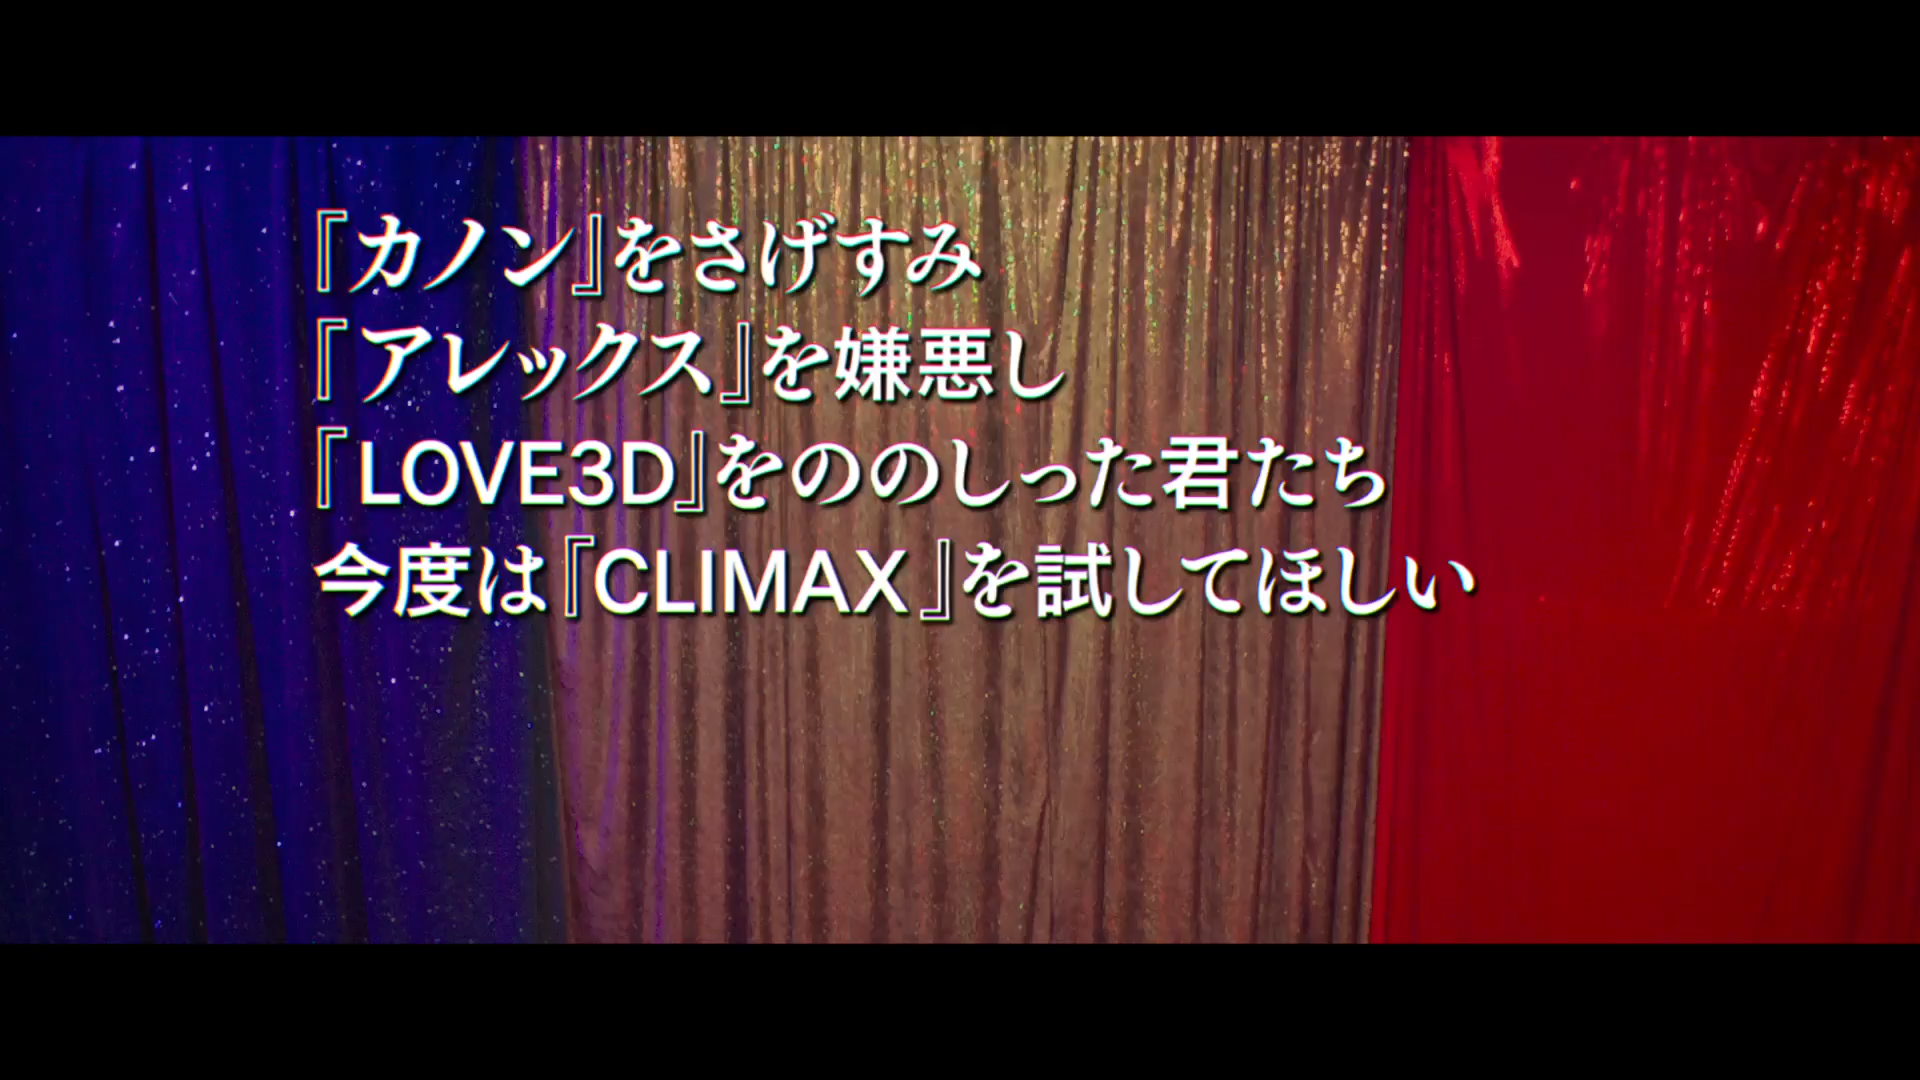 『カノン』をさげすみ
『アレックス』を嫌悪し
『LOVE3D』をののしった君たち
今度は『CLIMAX』を試してほしい